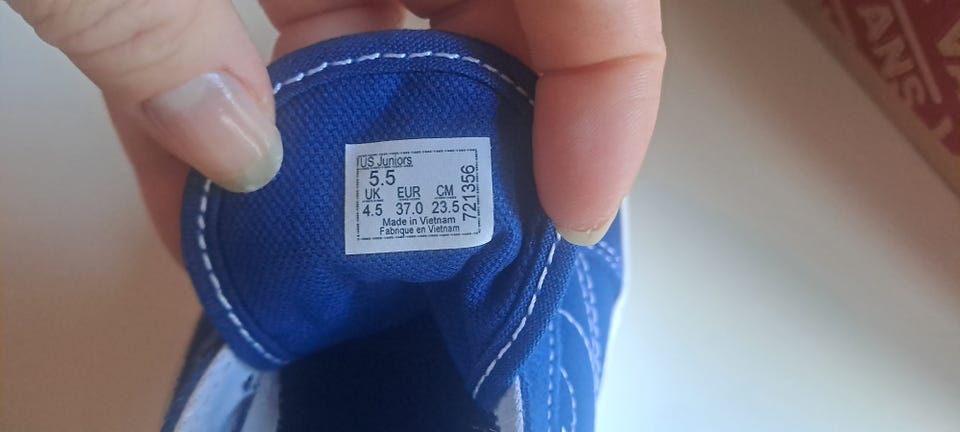 US Juniors
5.5
UK EUR CM
4.5 37.0 23.5
Made in Vietnam
Fabrique en Vietnam
721356
VANS